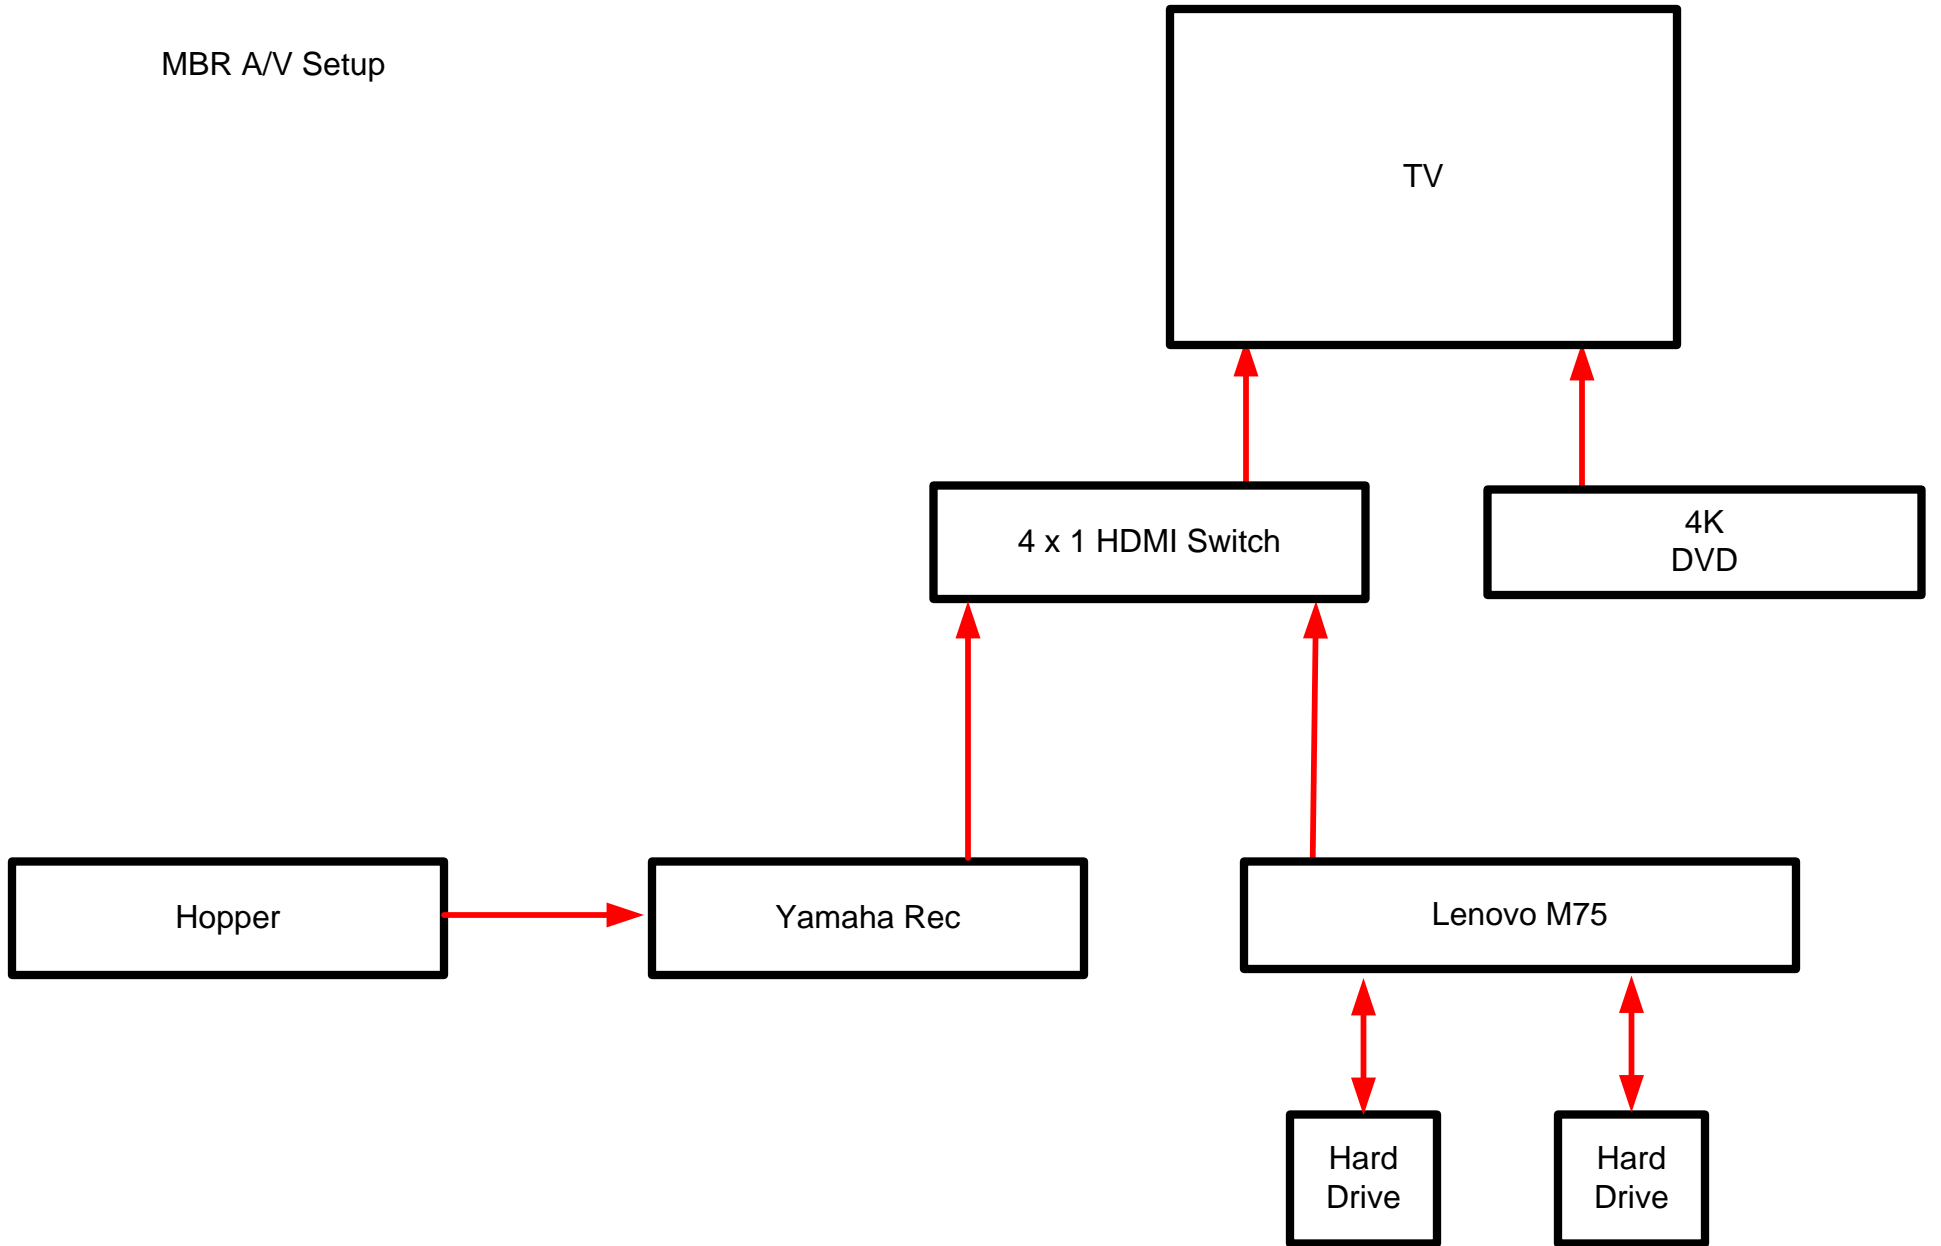 MBR A/V Setup
TV
4 x 1 HDMI Switch
4K
DVD
Hopper
Yamaha Rec
Lenovo M75
Hard
Drive
Hard
Drive